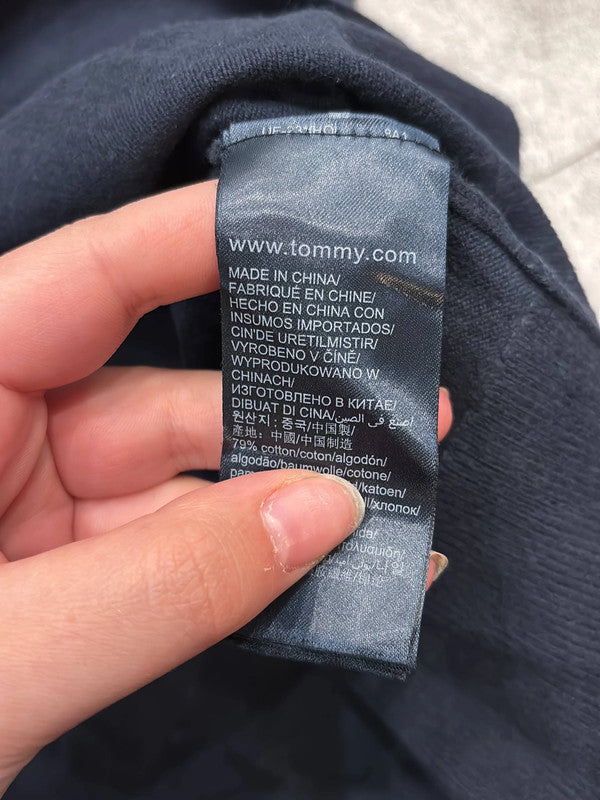 www.tommy.com
MADE IN CHINA/
FABRIQUÉ EN CHINE/
HECHO EN CHINA CON
INSUMOS IMPORTADOS/
CIN'DE URETILMISTIR/
VYROBENO V ČÍNĚ/
WYPRODUKOWANO W
CHINACH/
ИЗГОТОВЛЕНО В КИТАЕ/
DIBUAT DI CINA/ اصنع في الصين/
원산지 : 중국/中国製/
產地：中國/中国制造
79% cotton/coton/algodón/
algodão/baumwolle/cotone/
/katoen/
/хлопок/